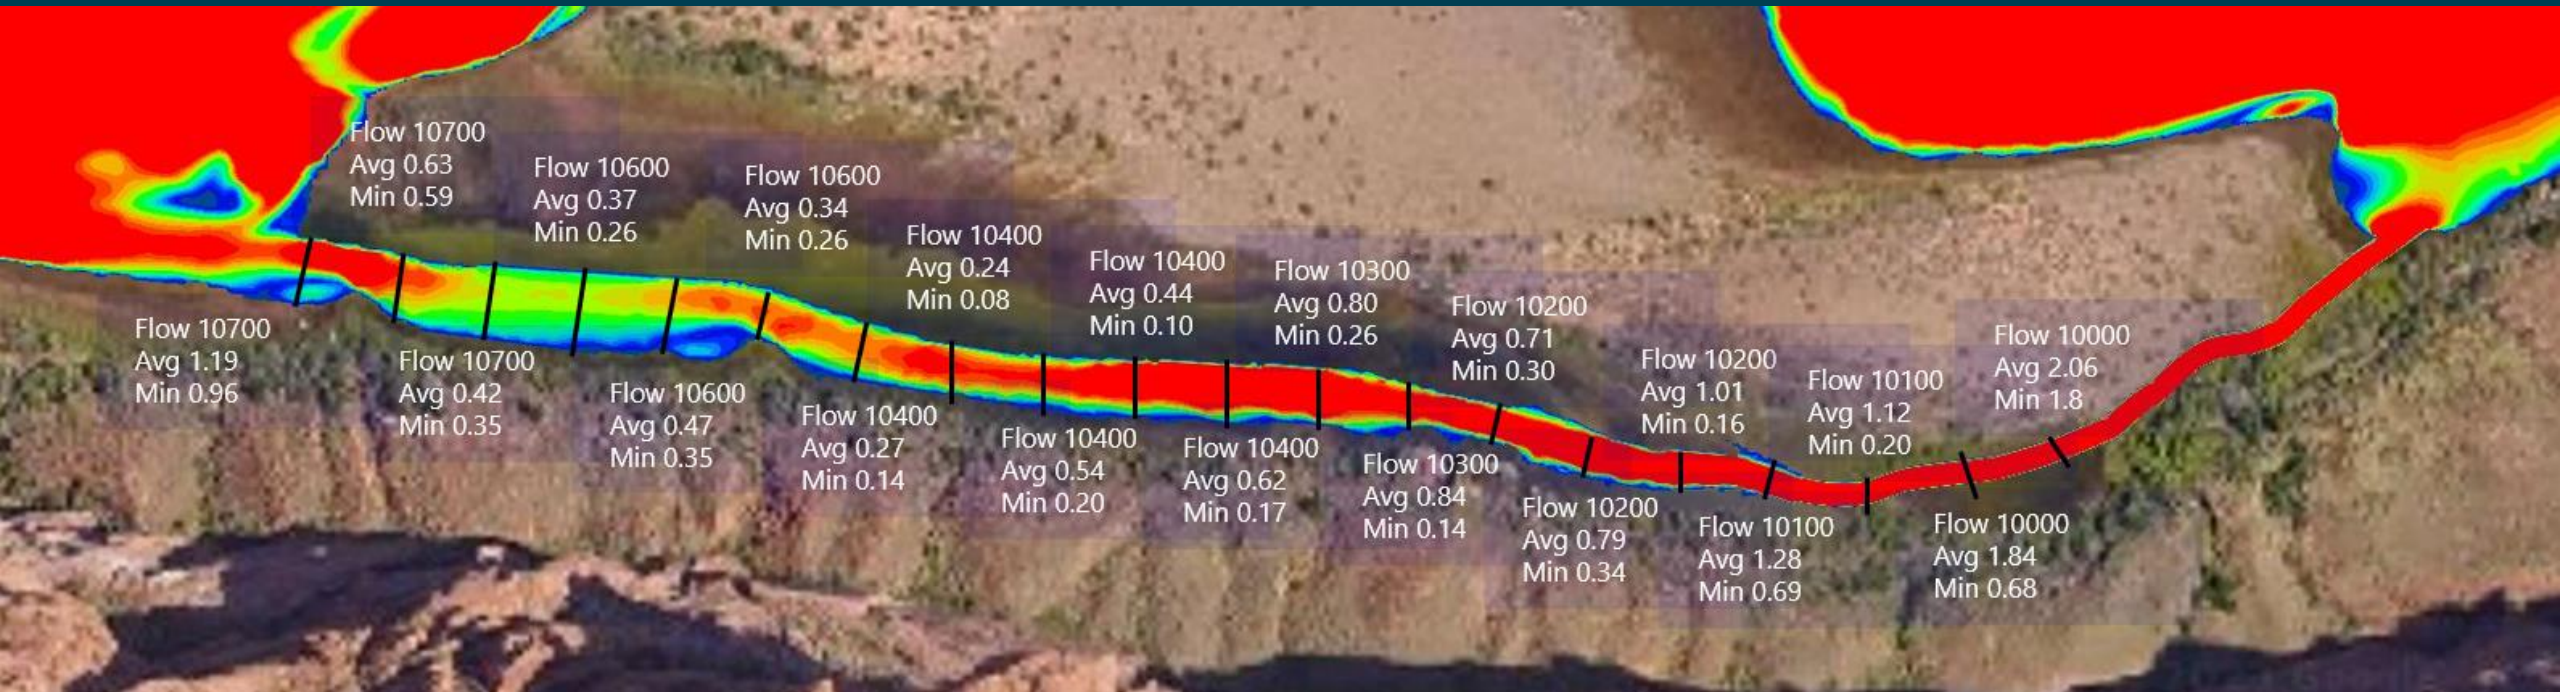 Flow 10700
Avg 0.63
Min 0.59
Flow 10600
Avg 0.37
Min 0.26
Flow 10600
Avg 0.34
Min 0.26
Flow 10400
Avg 0.24
Min 0.08
Flow 10400
Avg 0.44
Min 0.10
Flow 10300
Avg 0.80
Min 0.26
Flow 10200
Avg 0.71
Min 0.30
Flow 10200
Avg 1.01
Min 0.16
Flow 10100
Avg 1.12
Min 0.20
Flow 10000
Avg 2.06
Min 1.8
Flow 10700
Avg 1.19
Min 0.96
Flow 10700
Avg 0.42
Min 0.35
Flow 10600
Avg 0.47
Min 0.35
Flow 10400
Avg 0.27
Min 0.14
Flow 10400
Avg 0.54
Min 0.20
Flow 10400
Avg 0.62
Min 0.17
Flow 10300
Avg 0.84
Min 0.14
Flow 10200
Avg 0.79
Min 0.34
Flow 10100
Avg 1.28
Min 0.69
Flow 10000
Avg 1.84
Min 0.68